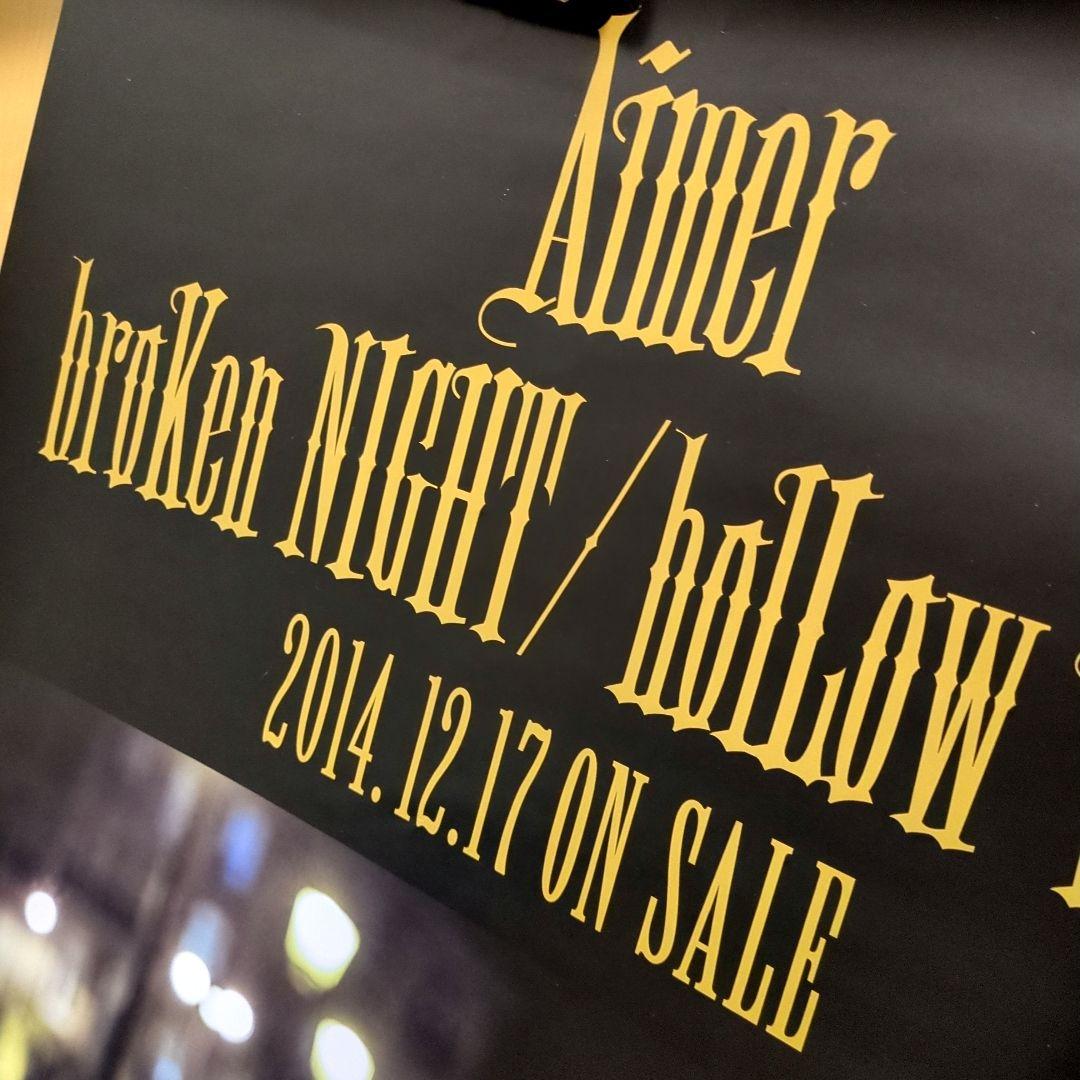 Aimer
broKen NIGHT / hoLLoW
2014.12.17 ON SALE